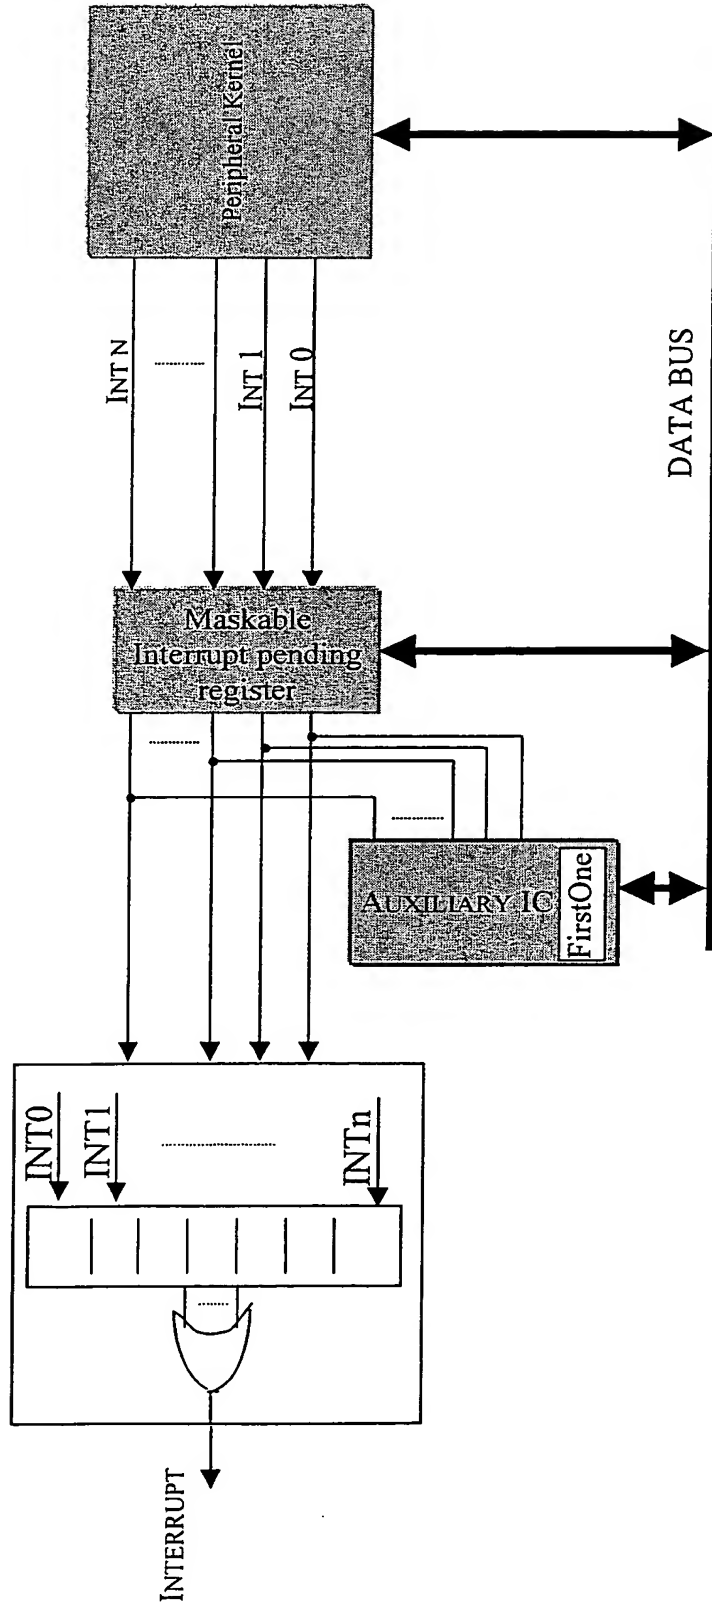 Peripheral Kernel
INT N
INT 1
INT 0
Maskable
Interrupt pending
register
DATA BUS
AUXILIARY IC
FirstOne
INT0
INT1
INTn
INTERRUPT